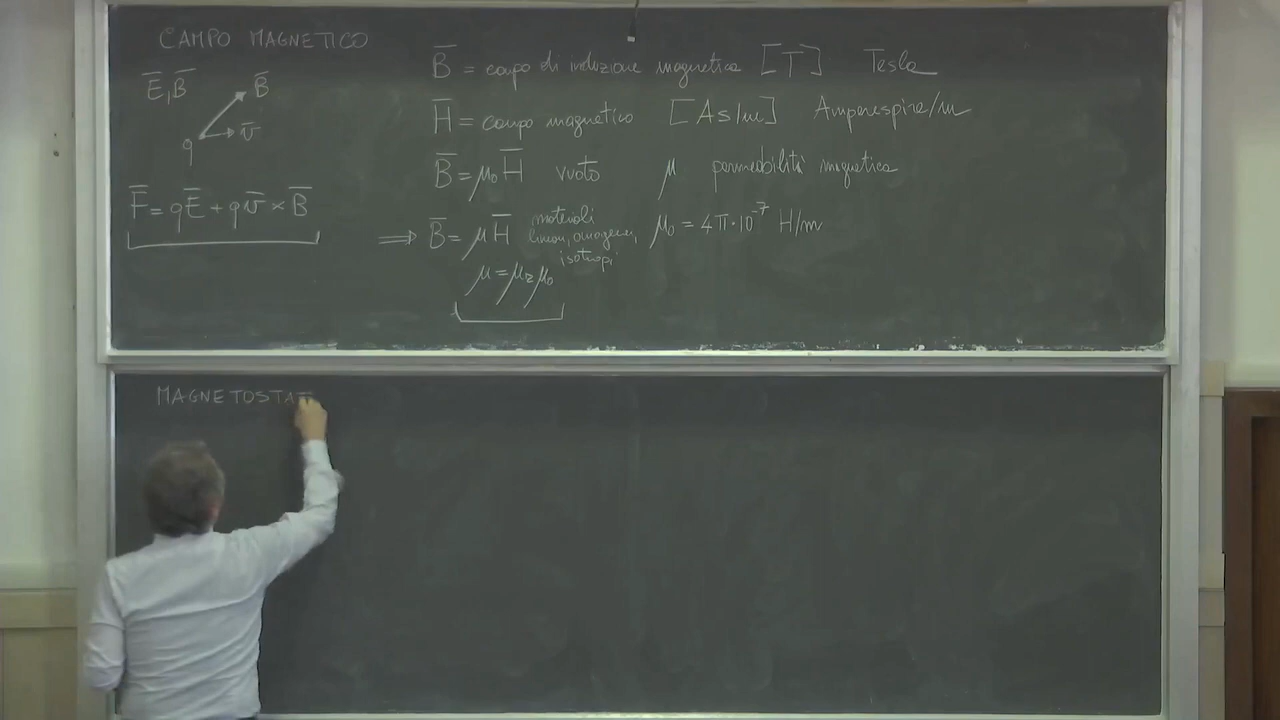 CAMPO MAGNETICO
E̅, B̅
B̅
v̅
q
F̅ = qE̅ + qv̅ × B̅
B̅ = campo di induzione magnetica [T] Tesla
H̅ = campo magnetico [As/m] Amperespire/m
B̅ = μ₀H̅ vuoto μ permeabilità magnetica
⇒ B̅ = μH̅ materiali lineari, omogenei, isotropi μ₀ = 4π·10⁻⁷ H/m
μ = μᵣμ₀
MAGNETOSTAT